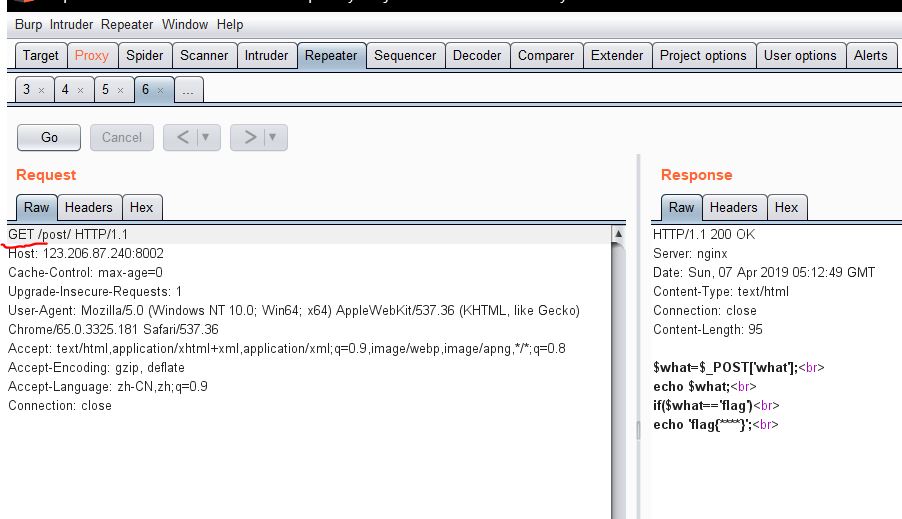 Burp Intruder Repeater Window Help
Target Proxy Spider Scanner Intruder Repeater Sequencer Decoder Comparer Extender Project options User options Alerts
3 × 4 × 5 × 6 × ...
Go Cancel < ▼ > ▼
Request
Raw Headers Hex
GET /post/ HTTP/1.1
Host: 123.206.87.240:8002
Cache-Control: max-age=0
Upgrade-Insecure-Requests: 1
User-Agent: Mozilla/5.0 (Windows NT 10.0; Win64; x64) AppleWebKit/537.36 (KHTML, like Gecko)
Chrome/65.0.3325.181 Safari/537.36
Accept: text/html,application/xhtml+xml,application/xml;q=0.9,image/webp,image/apng,*/*;q=0.8
Accept-Encoding: gzip, deflate
Accept-Language: zh-CN,zh;q=0.9
Connection: close
Response
Raw Headers Hex
HTTP/1.1 200 OK
Server: nginx
Date: Sun, 07 Apr 2019 05:12:49 GMT
Content-Type: text/html
Connection: close
Content-Length: 95
$what=$_POST['what'];<br>
echo $what;<br>
if($what=='flag')<br>
echo 'flag{****}';<br>